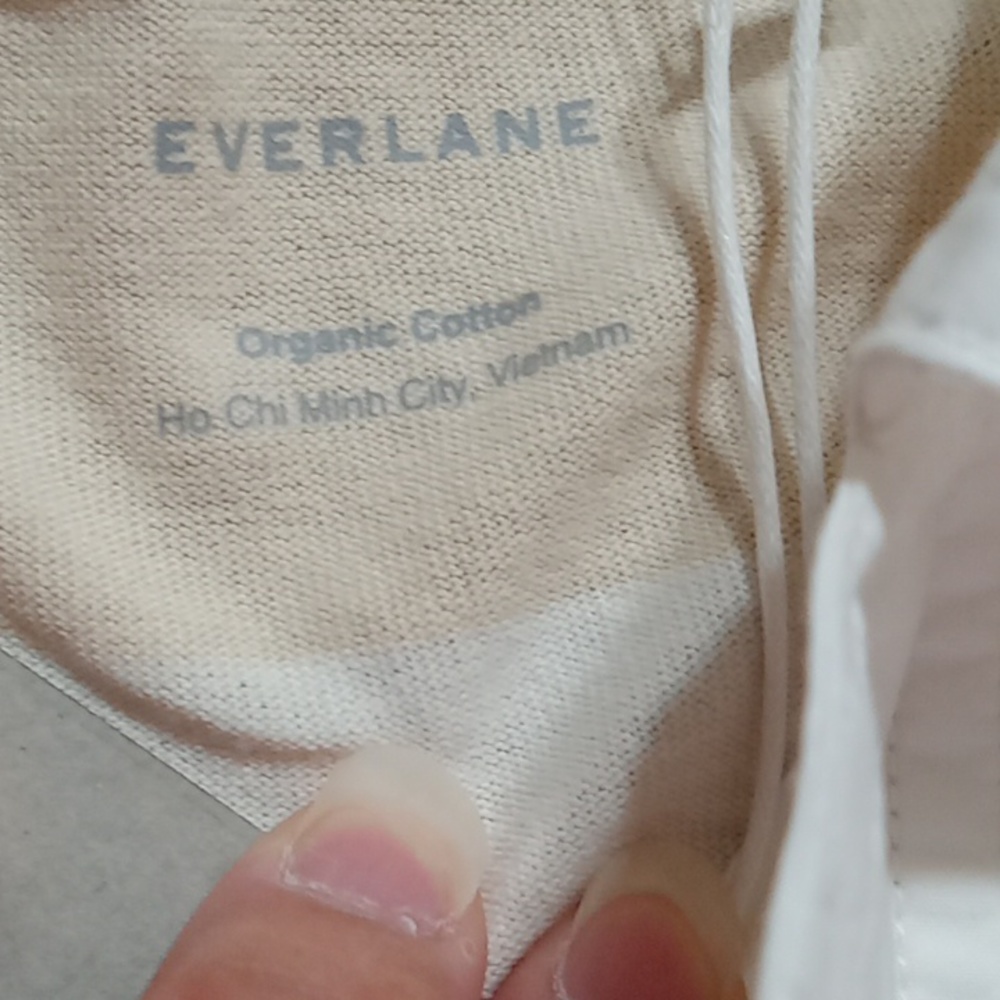 EVERLANE
Organic Cotton
Ho Chi Minh City, Vietnam